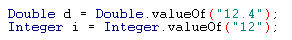 Double d = Double.valueOf("12.4");
Integer i = Integer.valueOf("12");